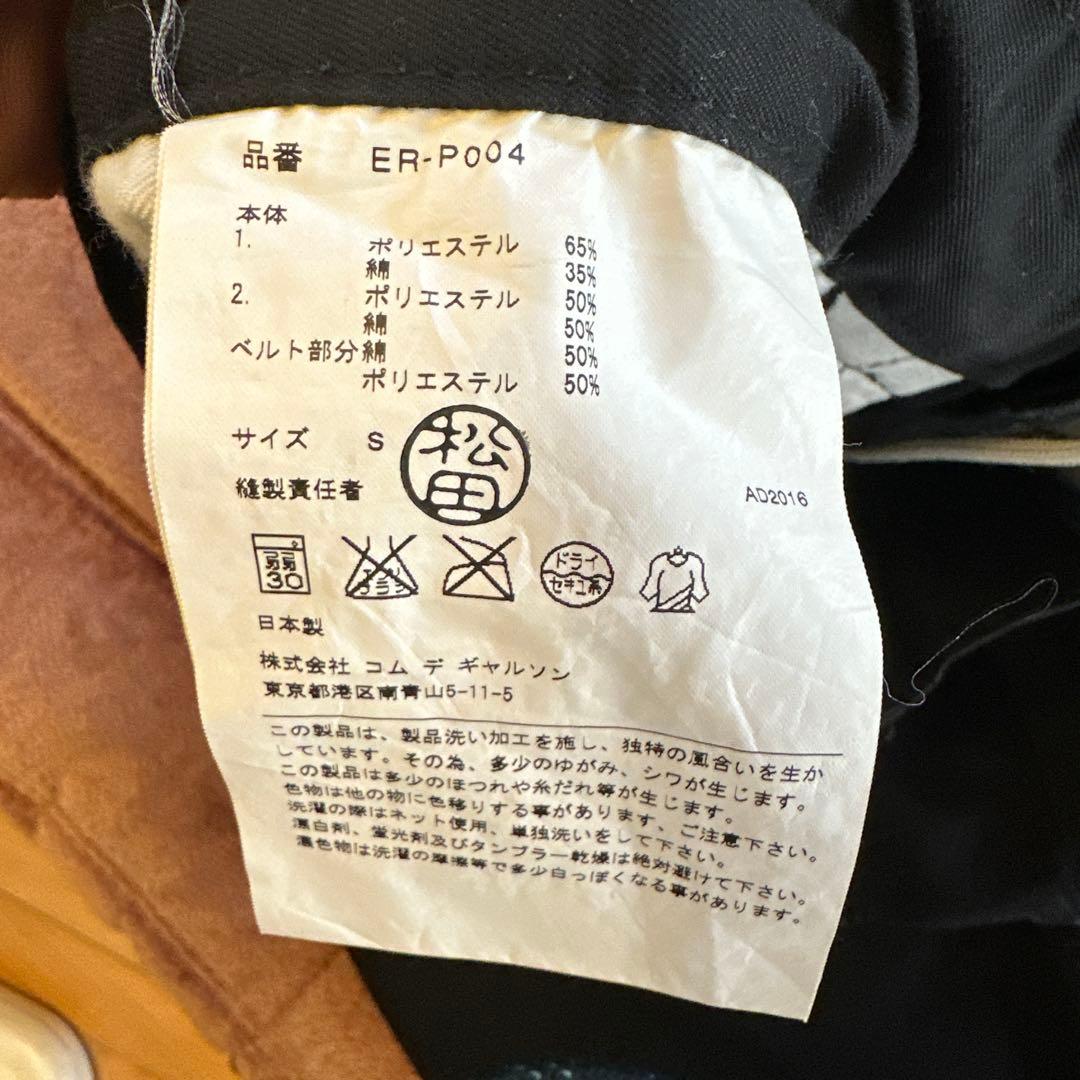 品番 ER-P004
本体
1. ポリエステル 65%
綿 35%
2. ポリエステル 50%
綿 50%
ベルト部分 綿 50%
ポリエステル 50%
サイズ S
松田
縫製責任者
AD2016
弱 30
エンソ サラシ
ドライ セキユ系
日本製
株式会社 コム デ ギャルソン
東京都港区南青山5-11-5
この製品は、製品洗い加工を施し、独特の風合いを生か
しています。その為、多少のゆがみ、シワが生じます。
この製品は多少のほつれや糸だれ等が生じます。
色物は他の物に色移りする事があります、ご注意下さい。
洗濯の際はネット使用、単独洗いをして下さい。
漂白剤、蛍光剤及びタンブラー乾燥は絶対避けて下さい。
濃色物は洗濯の摩擦等で多少白っぽくなる事があります。